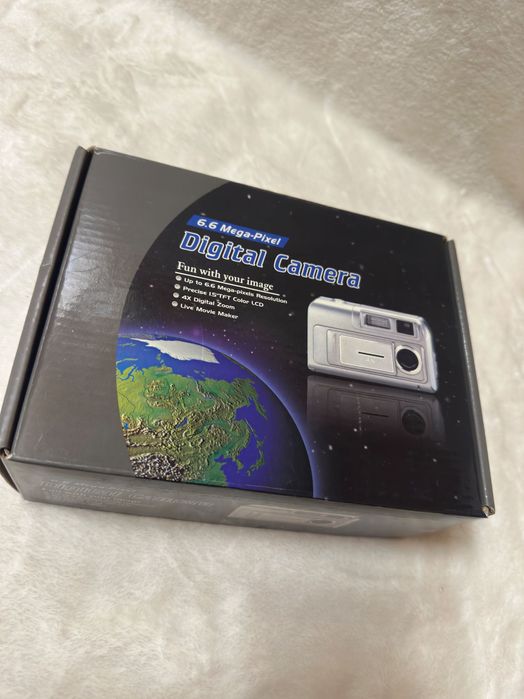 6.6 Mega-Pixel
Digital Camera
Fun with your image
Up to 6.6 Mega-pixels Resolution
Precise 1.5"TFT Color LCD
4X Digital Zoom
Live Movie Maker